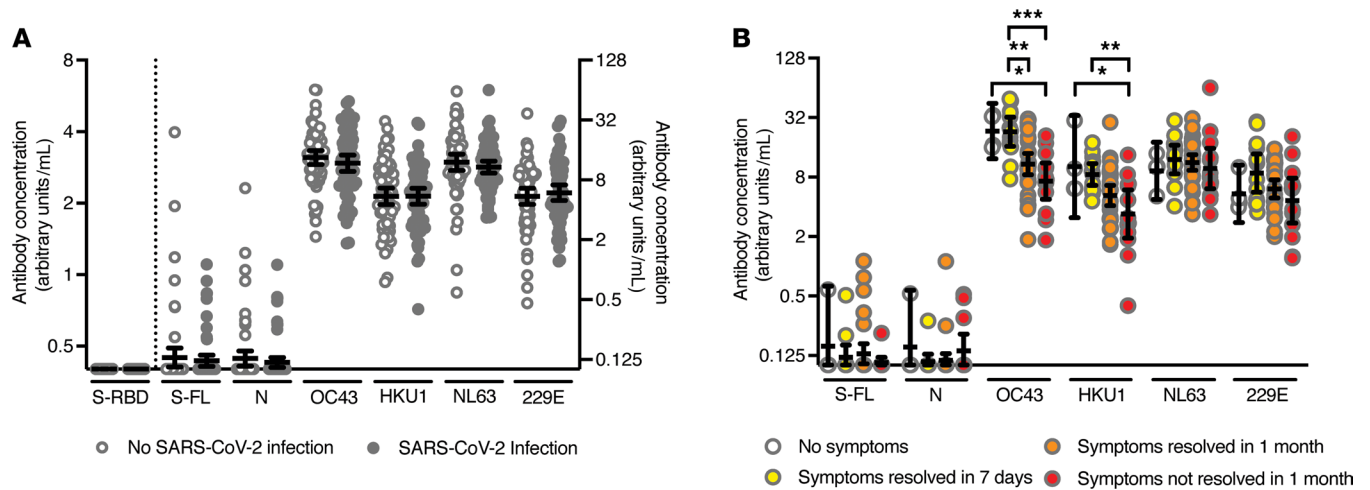 A
Antibody concentration
(arbitrary units/mL)
8
4
2
1
0.5
128
32
8
2
0.5
0.125
Antibody concentration
(arbitrary units/mL)
S-RBD S-FL N OC43 HKU1 NL63 229E
No SARS-CoV-2 infection SARS-CoV-2 Infection
B
Antibody concentration
(arbitrary units/mL)
128
32
8
2
0.5
0.125
***
** **
* *
S-FL N OC43 HKU1 NL63 229E
No symptoms Symptoms resolved in 1 month
Symptoms resolved in 7 days Symptoms not resolved in 1 month